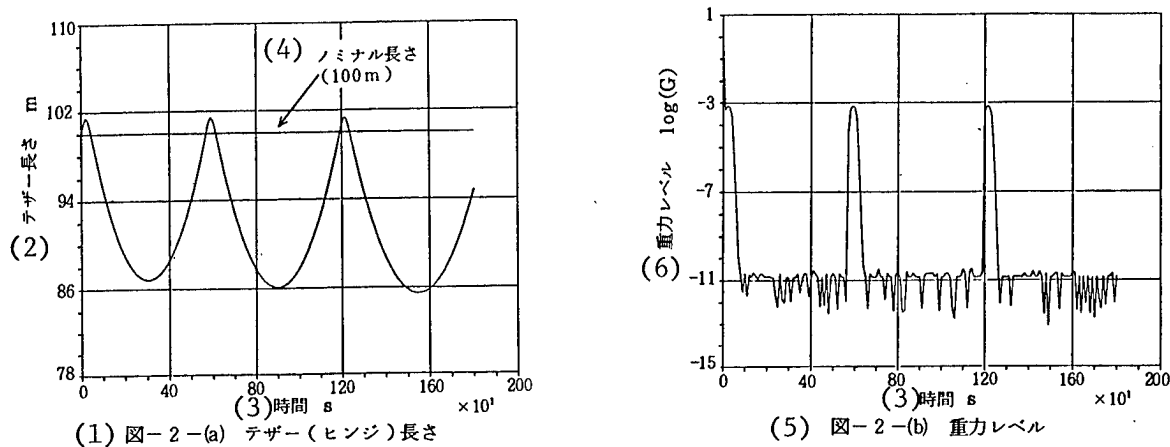 110
102
94
86
78
(2) テザー長さ m
(4) ノミナル長さ
(100m)
0 40 80 120 160 200
(3)時間 s ×10¹
(1) 図-2-(a) テザー(ヒンジ)長さ
1
-3
-7
-11
-15
(6)重力レベル log(G)
0 40 80 120 160 200
(3)時間 s ×10¹
(5) 図-2-(b) 重力レベル